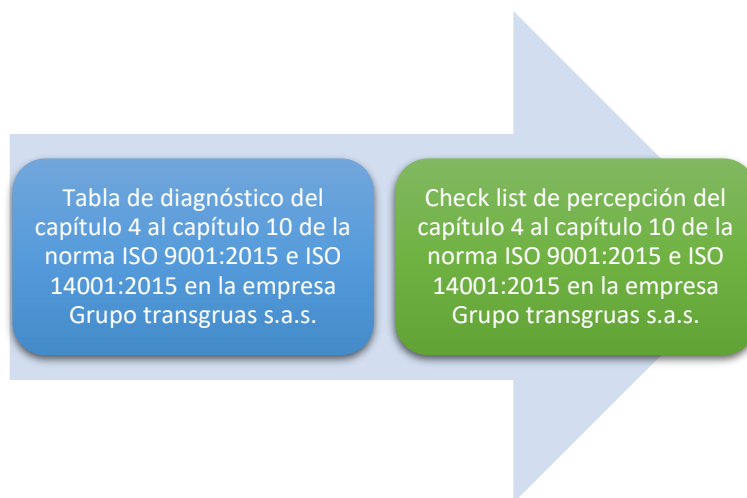 Tabla de diagnóstico del
capítulo 4 al capítulo 10 de la
norma ISO 9001:2015 e ISO
14001:2015 en la empresa
Grupo transgruas s.a.s.
Check list de percepción del
capítulo 4 al capítulo 10 de la
norma ISO 9001:2015 e ISO
14001:2015 en la empresa
Grupo transgruas s.a.s.